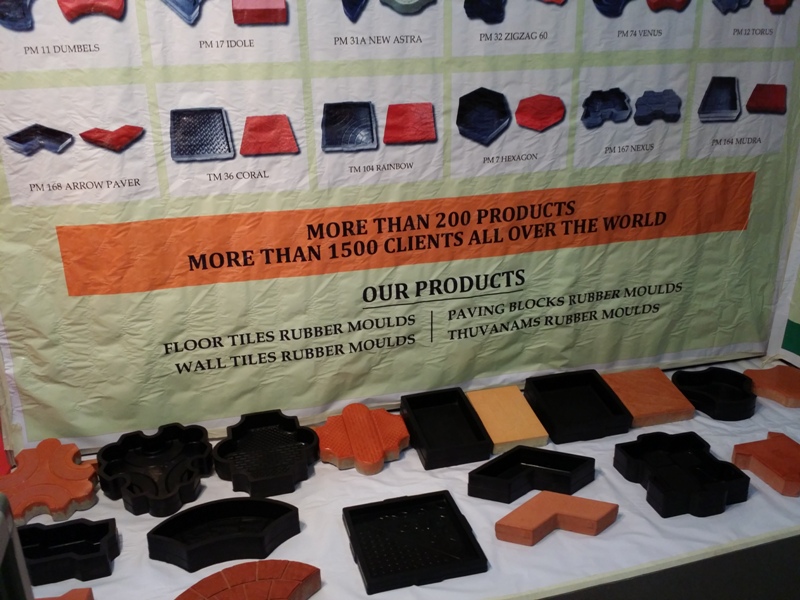 PM 11 DUMBELS
PM 17 IDOLE
PM 31A NEW ASTRA
PM 32 ZIGZAG 60
PM 74 VENUS
PM 12 TORUS
PM 168 ARROW PAVER
TM 36 CORAL
TM 104 RAINBOW
PM 7 HEXAGON
PM 167 NEXUS
PM 164 MUDRA
MORE THAN 200 PRODUCTS
MORE THAN 1500 CLIENTS ALL OVER THE WORLD
OUR PRODUCTS
FLOOR TILES RUBBER MOULDS
WALL TILES RUBBER MOULDS
PAVING BLOCKS RUBBER MOULDS
THUVANAMS RUBBER MOULDS